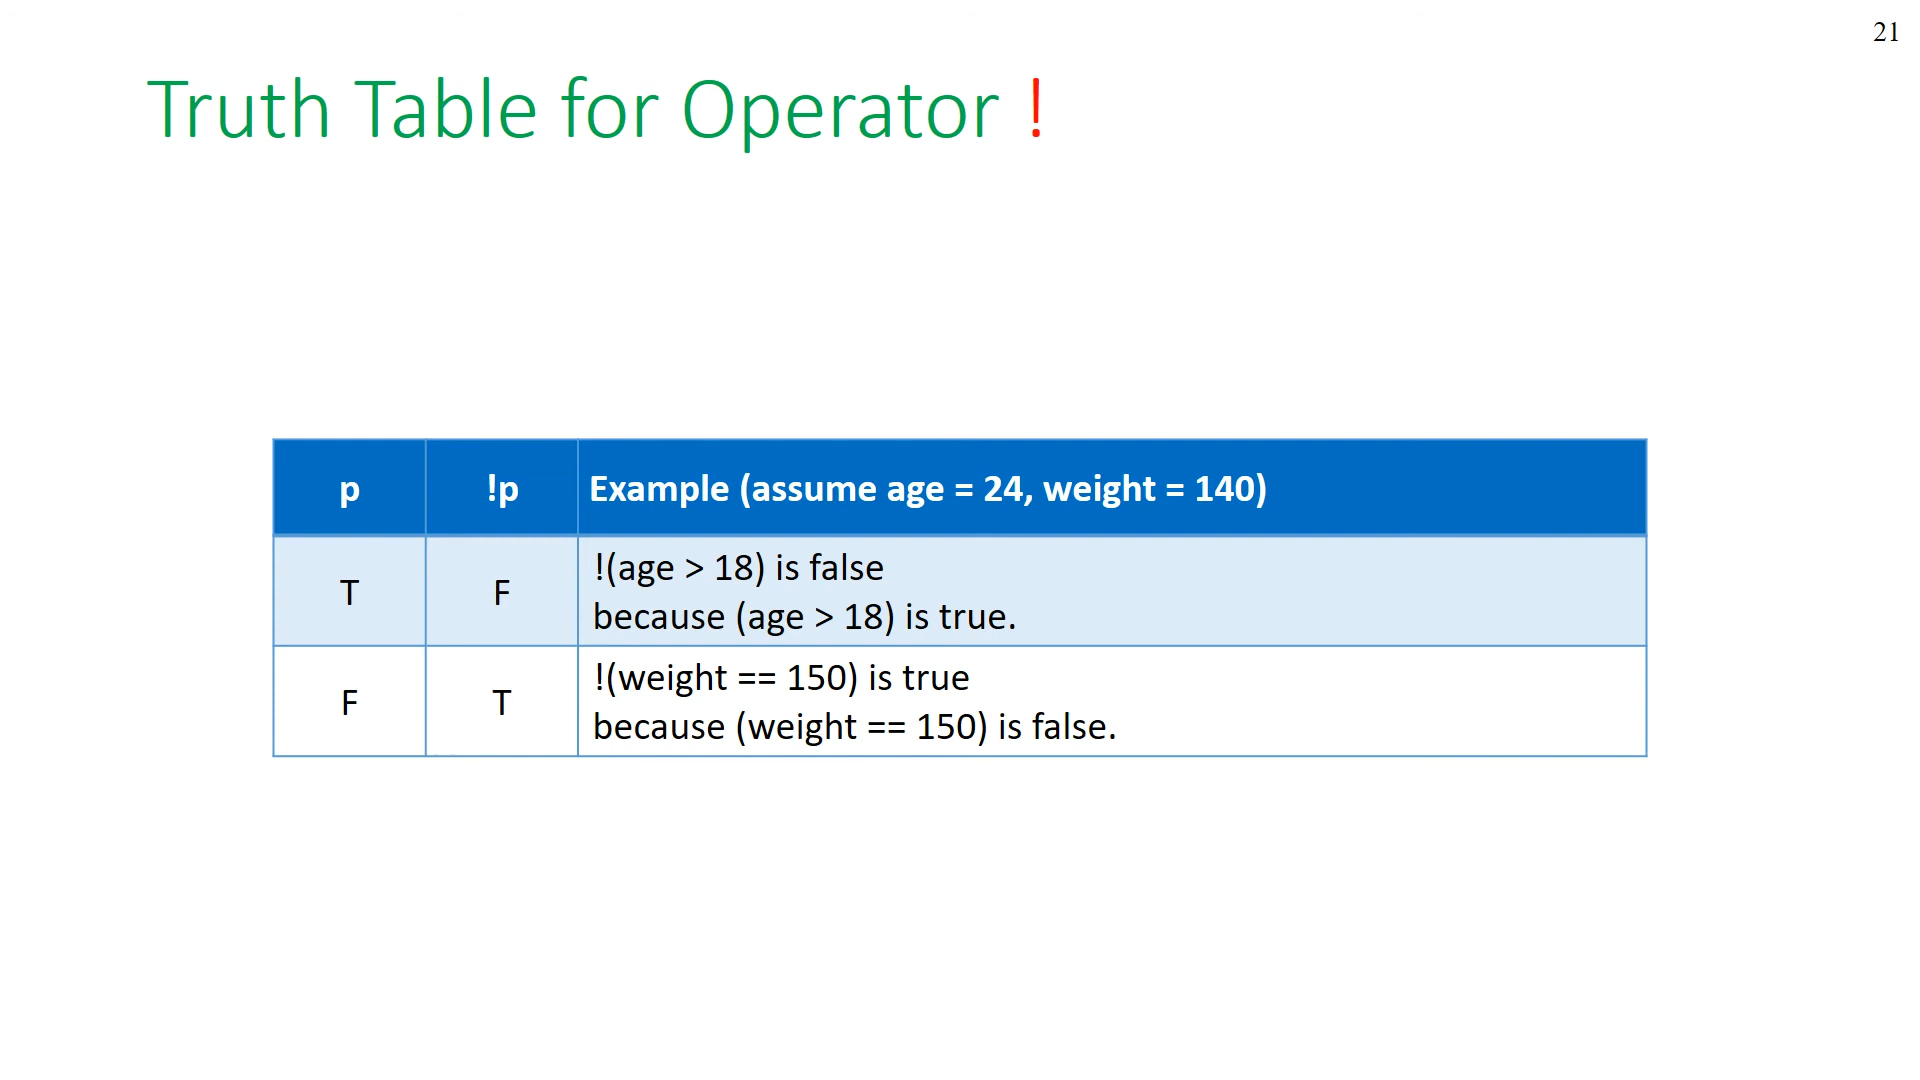 21
Truth Table for Operator !
p !p Example (assume age = 24, weight = 140)
T F !(age > 18) is false
because (age > 18) is true.
F T !(weight == 150) is true
because (weight == 150) is false.